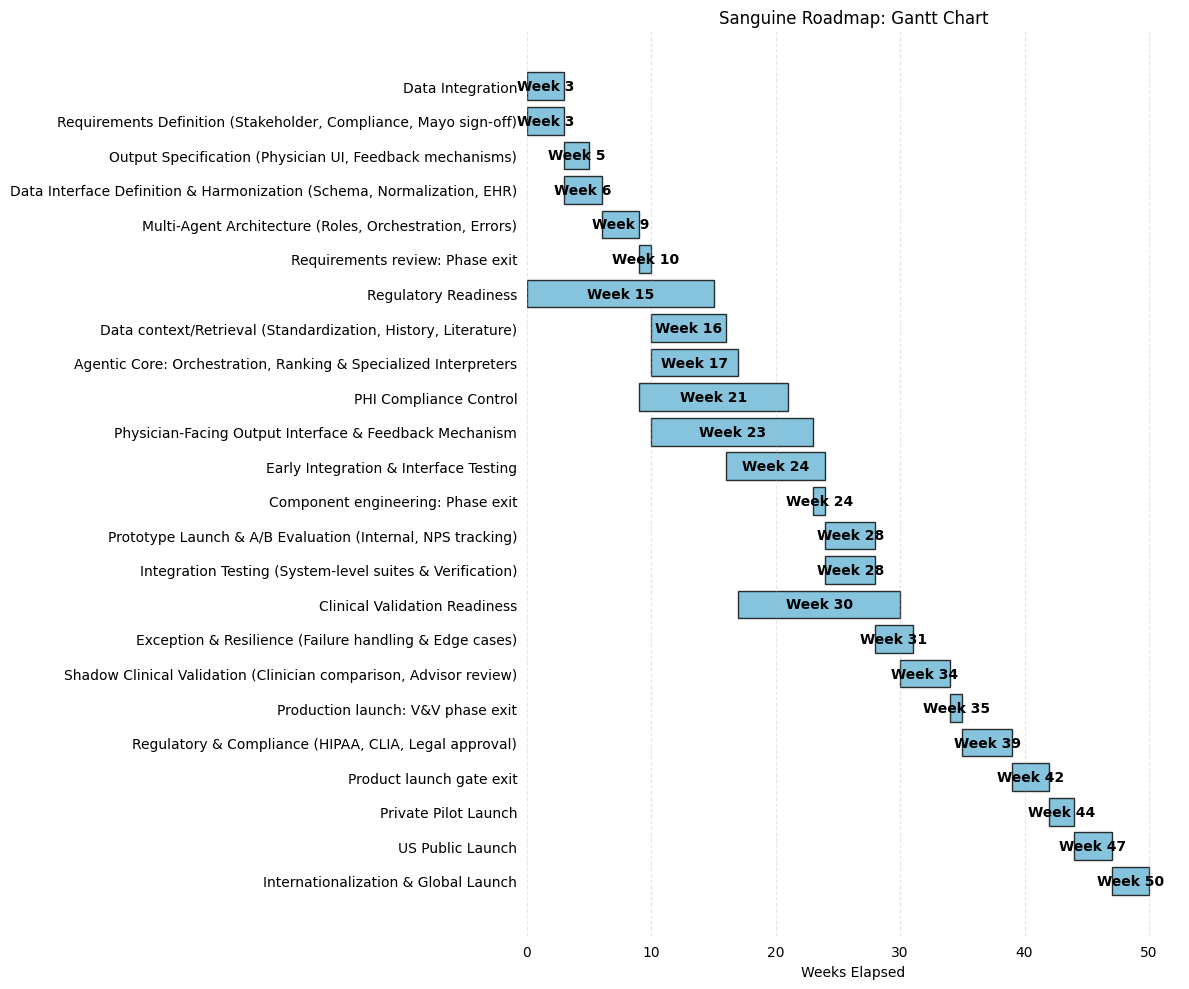 Sanguine Roadmap: Gantt Chart
Data Integration Week 3
Requirements Definition (Stakeholder, Compliance, Mayo sign-off) Week 3
Output Specification (Physician UI, Feedback mechanisms) Week 5
Data Interface Definition & Harmonization (Schema, Normalization, EHR) Week 6
Multi-Agent Architecture (Roles, Orchestration, Errors) Week 9
Requirements review: Phase exit Week 10
Regulatory Readiness Week 15
Data context/Retrieval (Standardization, History, Literature) Week 16
Agentic Core: Orchestration, Ranking & Specialized Interpreters Week 17
PHI Compliance Control Week 21
Physician-Facing Output Interface & Feedback Mechanism Week 23
Early Integration & Interface Testing Week 24
Component engineering: Phase exit Week 24
Prototype Launch & A/B Evaluation (Internal, NPS tracking) Week 28
Integration Testing (System-level suites & Verification) Week 28
Clinical Validation Readiness Week 30
Exception & Resilience (Failure handling & Edge cases) Week 31
Shadow Clinical Validation (Clinician comparison, Advisor review) Week 34
Production launch: V&V phase exit Week 35
Regulatory & Compliance (HIPAA, CLIA, Legal approval) Week 39
Product launch gate exit Week 42
Private Pilot Launch Week 44
US Public Launch Week 47
Internationalization & Global Launch Week 50
0 10 20 30 40 50
Weeks Elapsed